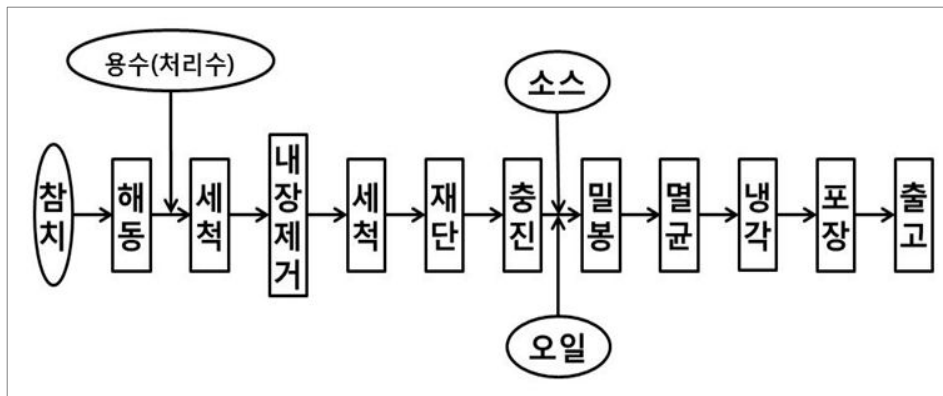 용수(처리수)
소스
참치
해동
세척
내장제거
세척
재단
충진
밀봉
멸균
냉각
포장
출고
오일